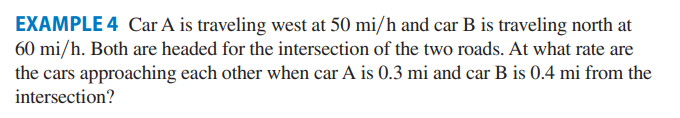 EXAMPLE 4 Car A is traveling west at 50 mi/h and car B is traveling north at
60 mi/h. Both are headed for the intersection of the two roads. At what rate are
the cars approaching each other when car A is 0.3 mi and car B is 0.4 mi from the
intersection?